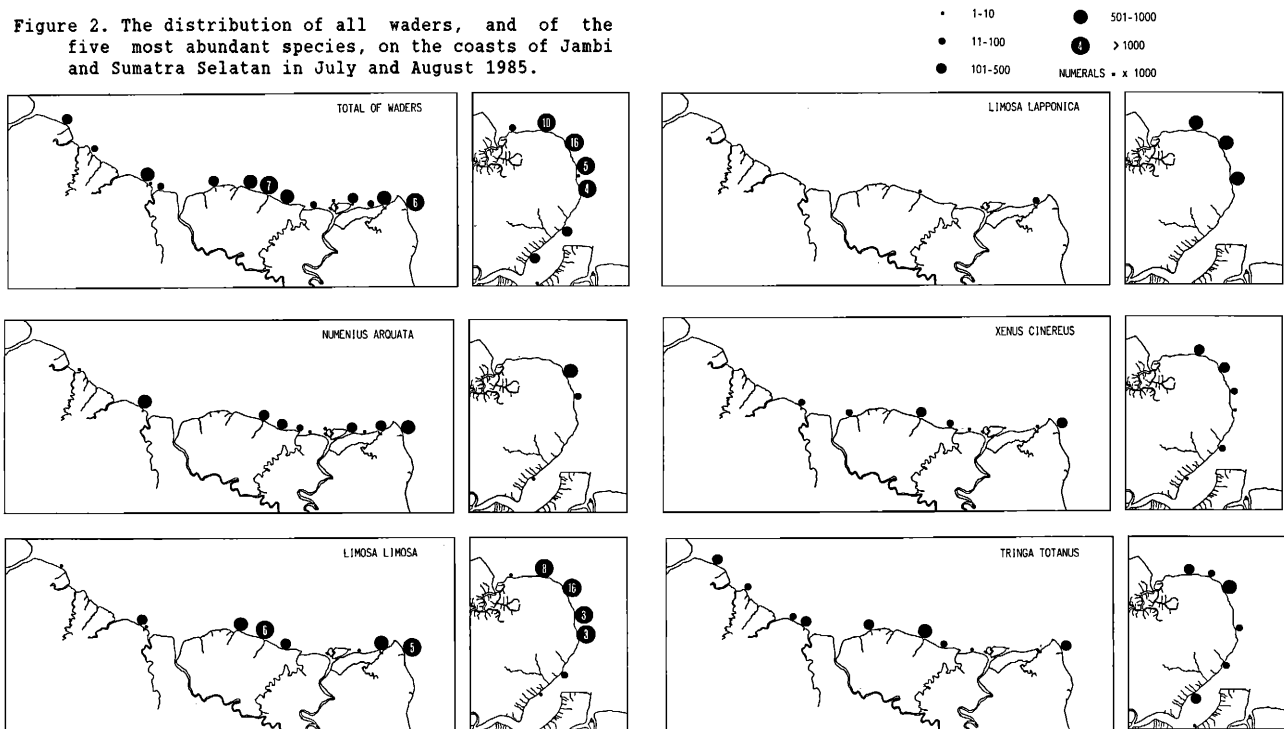 Figure 2. The distribution of all waders, and of the
five most abundant species, on the coasts of Jambi
and Sumatra Selatan in July and August 1985.
1-10
501-1000
11-100
4 >1000
101-500
NUMERALS = x 1000
TOTAL OF WADERS
7
6
10
16
5
4
LIMOSA LAPPONICA
NUMENIUS ARQUATA
XENUS CINEREUS
LIMOSA LIMOSA
6
5
8
16
3
3
TRINGA TOTANUS